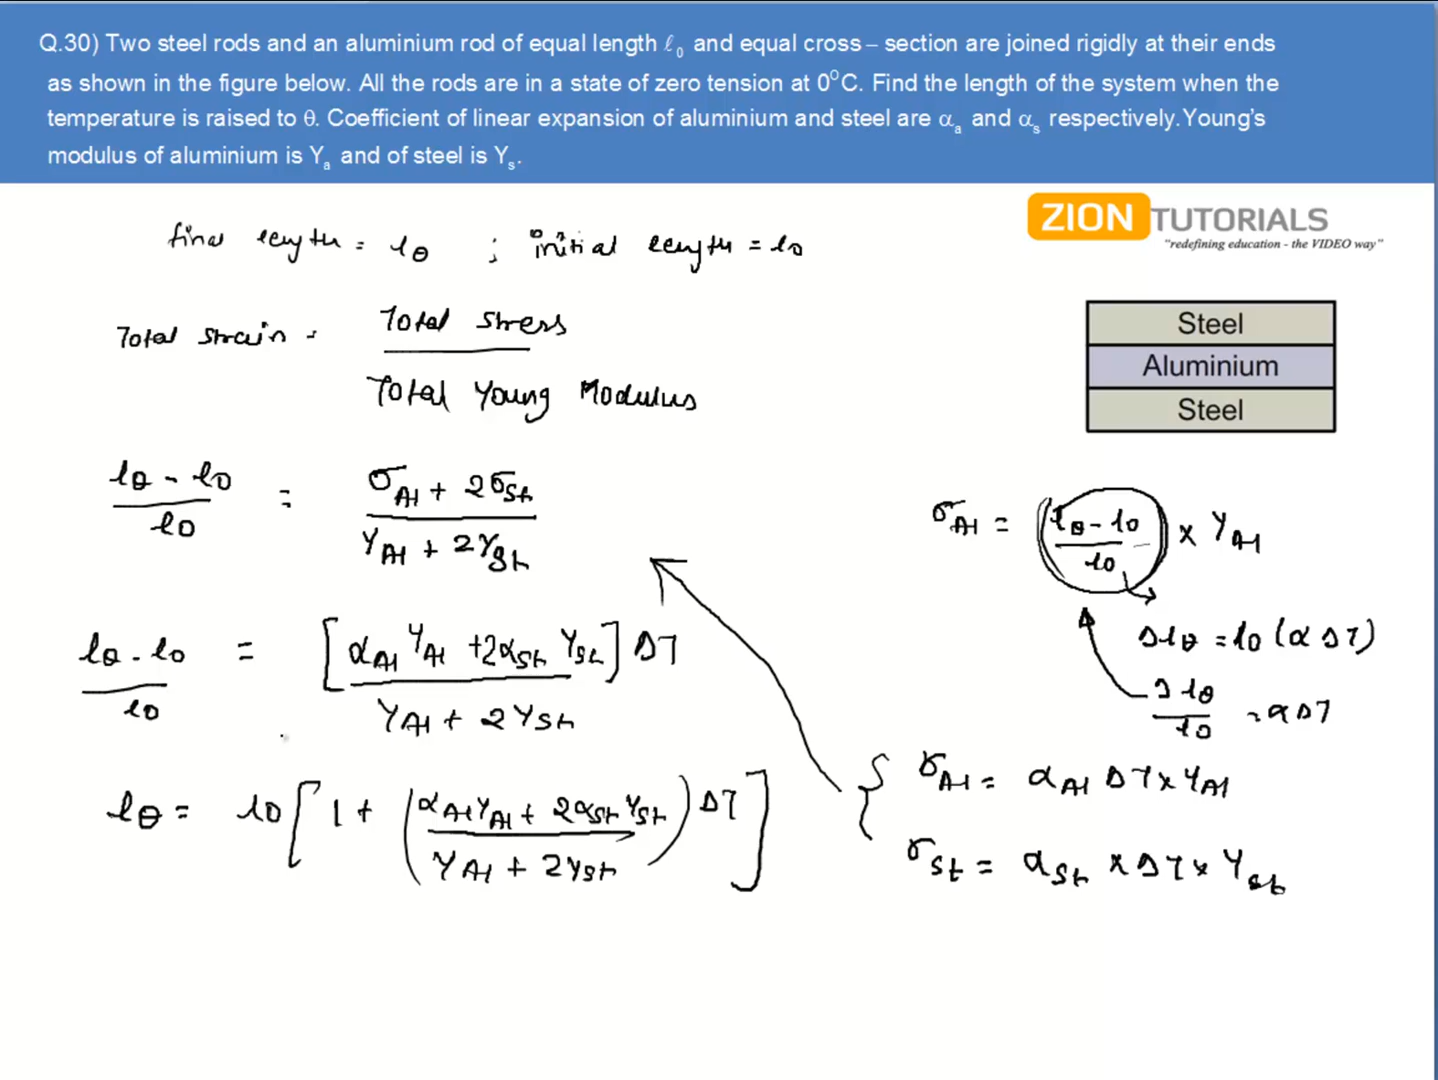 Q.30) Two steel rods and an aluminium rod of equal length ℓ₀ and equal cross – section are joined rigidly at their ends
as shown in the figure below. All the rods are in a state of zero tension at 0°C. Find the length of the system when the
temperature is raised to θ. Coefficient of linear expansion of aluminium and steel are αₐ and αₛ respectively.Young's
modulus of aluminium is Yₐ and of steel is Yₛ.
ZION TUTORIALS
"redefining education - the VIDEO way"
final length = lθ ; initial length = l0
Total Strain = Total Stress / Total Young Modulus
Steel
Aluminium
Steel
(lθ - l0) / l0 = (σAl + 2σSt) / (YAl + 2YSt)
σAl = ((lθ - l0) / l0) × YAl
Δlθ = l0 (α ΔT)
Δlθ / l0 = α ΔT
(lθ - l0) / l0 = [αAl YAl + 2αSt YSt] ΔT / (YAl + 2YSt)
σAl = αAl ΔT × YAl
σSt = αSt × ΔT × YSt
lθ = l0 [1 + ((αAl YAl + 2αSt YSt) / (YAl + 2YSt)) ΔT]